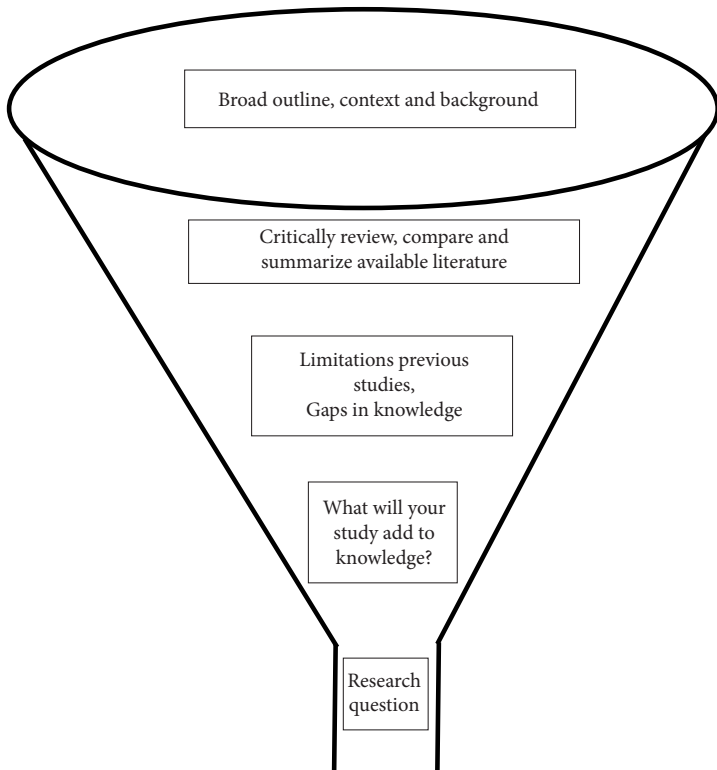 Broad outline, context and background
Critically review, compare and
summarize available literature
Limitations previous
studies,
Gaps in knowledge
What will your
study add to
knowledge?
Research
question